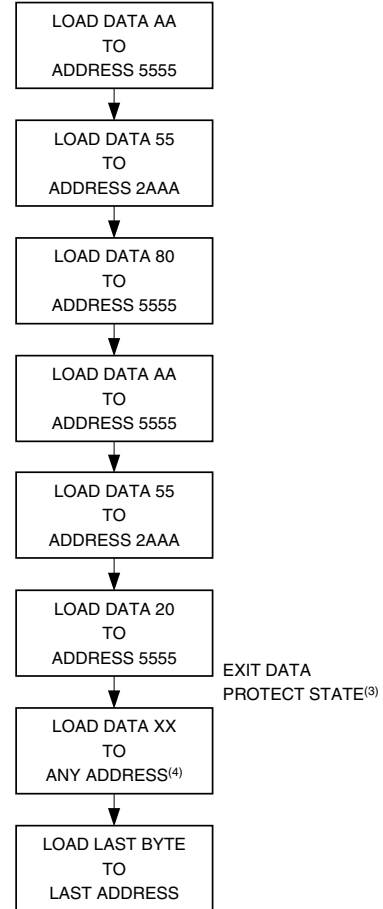 LOAD DATA AA
TO
ADDRESS 5555
LOAD DATA 55
TO
ADDRESS 2AAA
LOAD DATA 80
TO
ADDRESS 5555
LOAD DATA AA
TO
ADDRESS 5555
LOAD DATA 55
TO
ADDRESS 2AAA
LOAD DATA 20
TO
ADDRESS 5555
EXIT DATA
PROTECT STATE(3)
LOAD DATA XX
TO
ANY ADDRESS(4)
LOAD LAST BYTE
TO
LAST ADDRESS